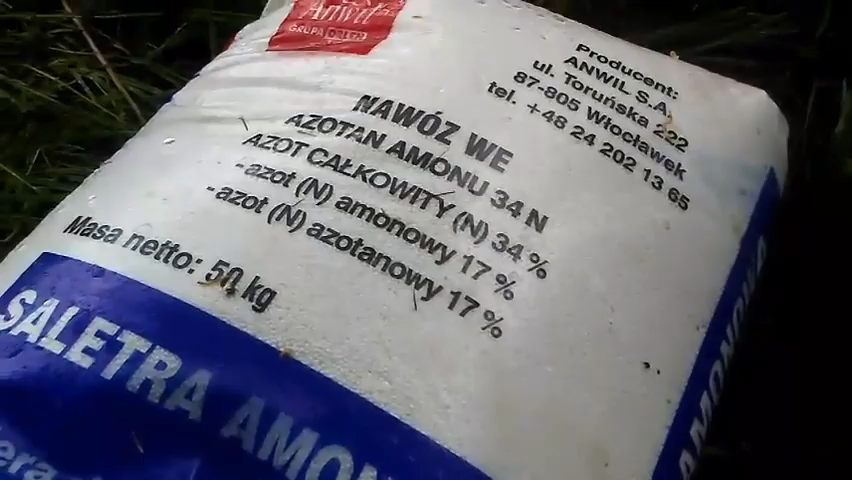 Anwil
GRUPA ORLEN
Producent:
ANWIL S.A.
ul. Toruńska 222
87-805 Włocławek
tel. +48 24 202 13 65
NAWÓZ WE
AZOTAN AMONU 34 N
AZOT CAŁKOWITY (N) 34 %
- azot (N) amonowy 17 %
- azot (N) azotanowy 17 %
Masa netto: 50 kg
SALETRA AMON
AMONOWA